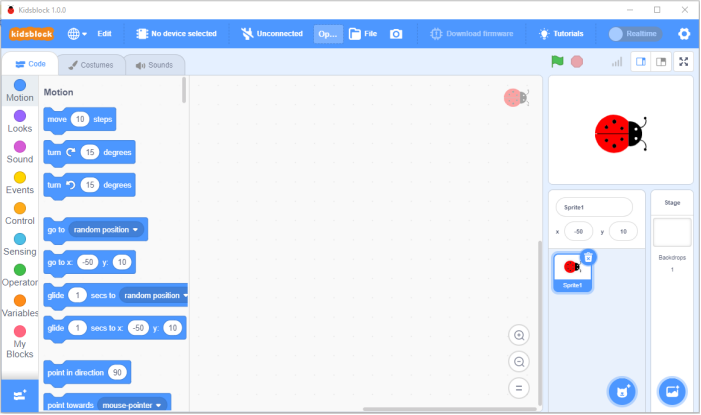 Kidsblock 1.0.0
kidsblock Edit No device selected Unconnected Op... File Download firmware Tutorials Realtime
Code Costumes Sounds
Motion
Looks
Sound
Events
Control
Sensing
Operator
Variables
My
Blocks
Motion
move 10 steps
turn 15 degrees
turn 15 degrees
go to random position
go to x: -50 y: 10
glide 1 secs to random position
glide 1 secs to x: -50 y: 10
point in direction 90
point towards mouse-pointer
Sprite1
x -50 y 10
Sprite1
Stage
Backdrops
1